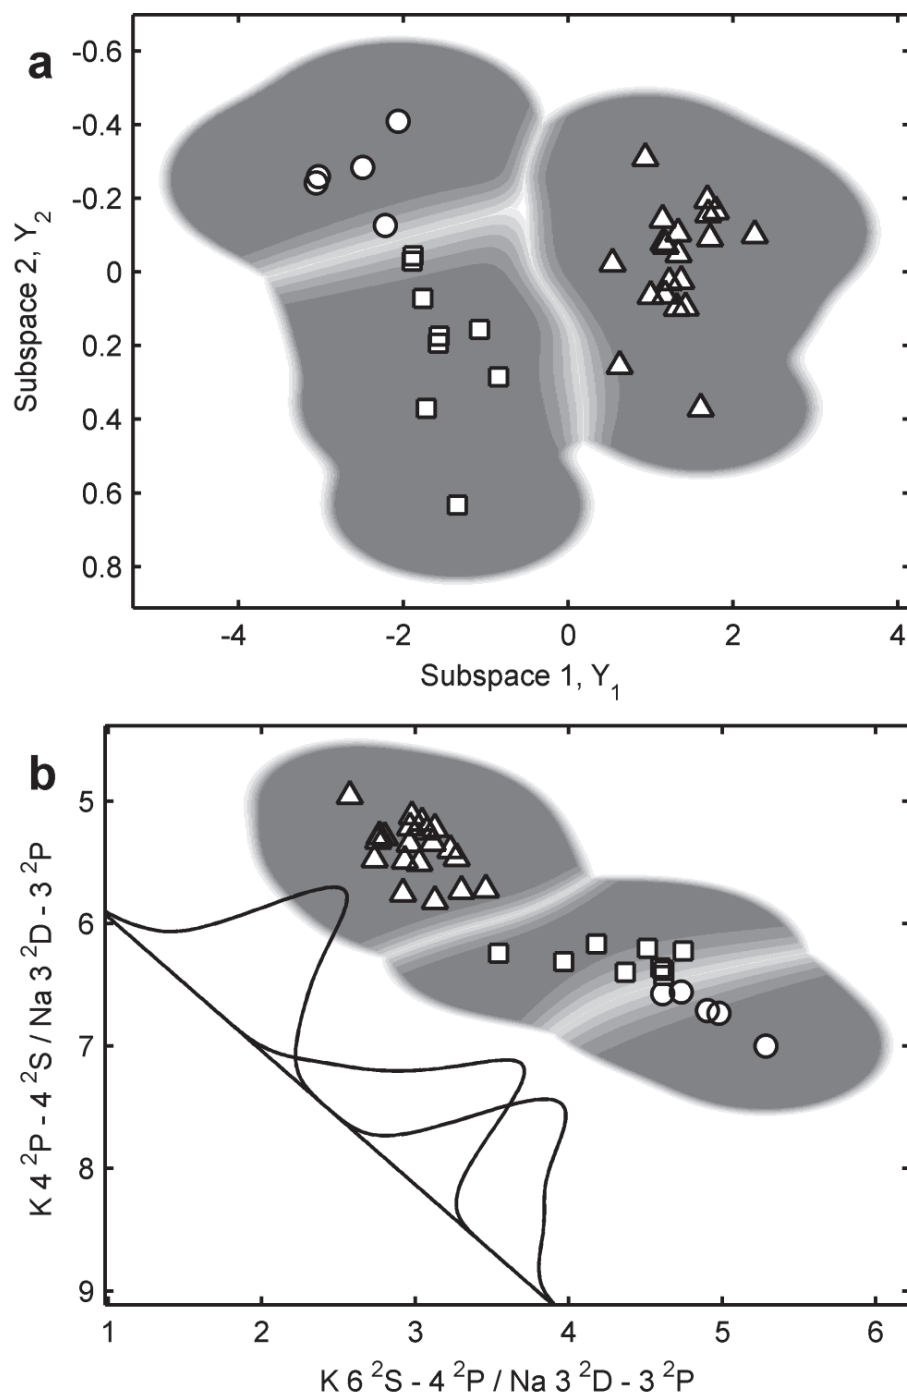 a
-0.6
-0.4
-0.2
0
0.2
0.4
0.6
0.8
Subspace 2, Y₂
-4 -2 0 2 4
Subspace 1, Y₁
b
5
6
7
8
9
K 4 ²P - 4 ²S / Na 3 ²D - 3 ²P
1 2 3 4 5 6
K 6 ²S - 4 ²P / Na 3 ²D - 3 ²P